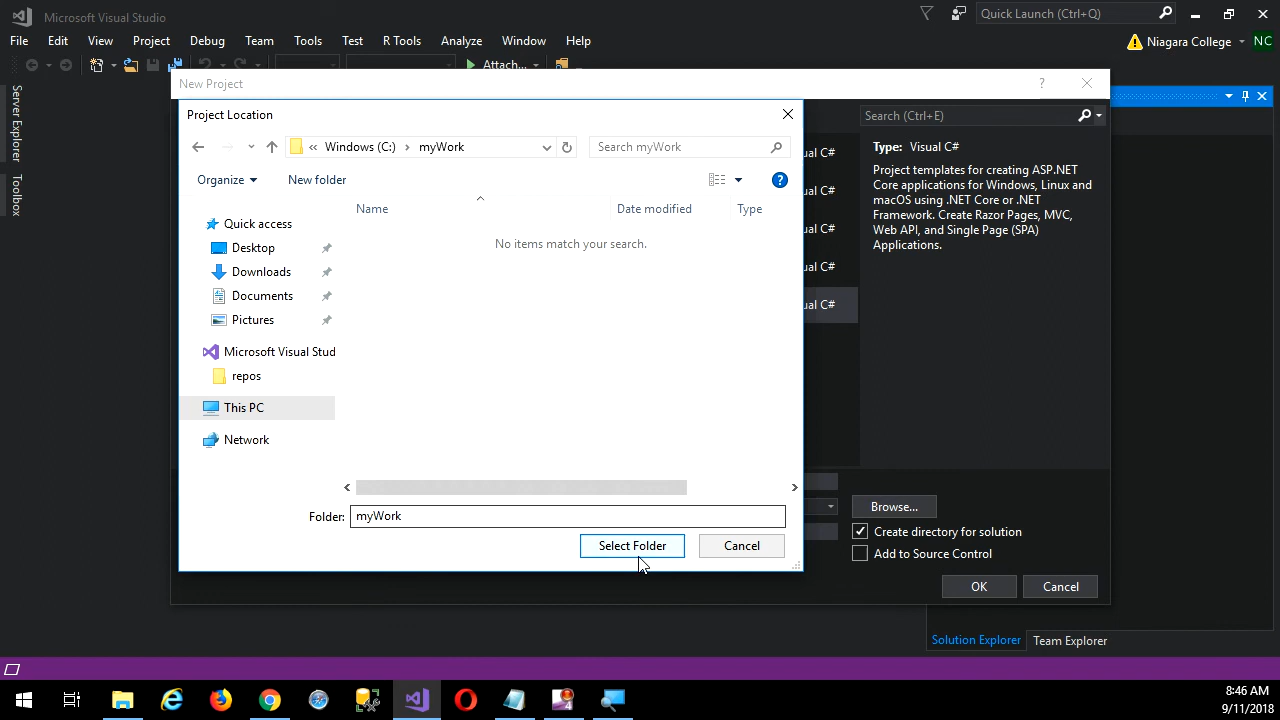 Microsoft Visual Studio
Quick Launch (Ctrl+Q)
File Edit View Project Debug Team Tools Test R Tools Analyze Window Help
Niagara College NC
Attach...
New Project
?
Server Explorer
Toolbox
Project Location
Search (Ctrl+E)
« Windows (C:) › myWork
Search myWork
Organize
New folder
?
Name
Date modified
Type
No items match your search.
Quick access
Desktop
Downloads
Documents
Pictures
Microsoft Visual Stud
repos
This PC
Network
ual C#
ual C#
ual C#
ual C#
ual C#
Type: Visual C#
Project templates for creating ASP.NET
Core applications for Windows, Linux and
macOS using .NET Core or .NET
Framework. Create Razor Pages, MVC,
Web API, and Single Page (SPA)
Applications.
Folder: myWork
Select Folder
Cancel
Browse...
Create directory for solution
Add to Source Control
OK
Cancel
Solution Explorer
Team Explorer
8:46 AM
9/11/2018